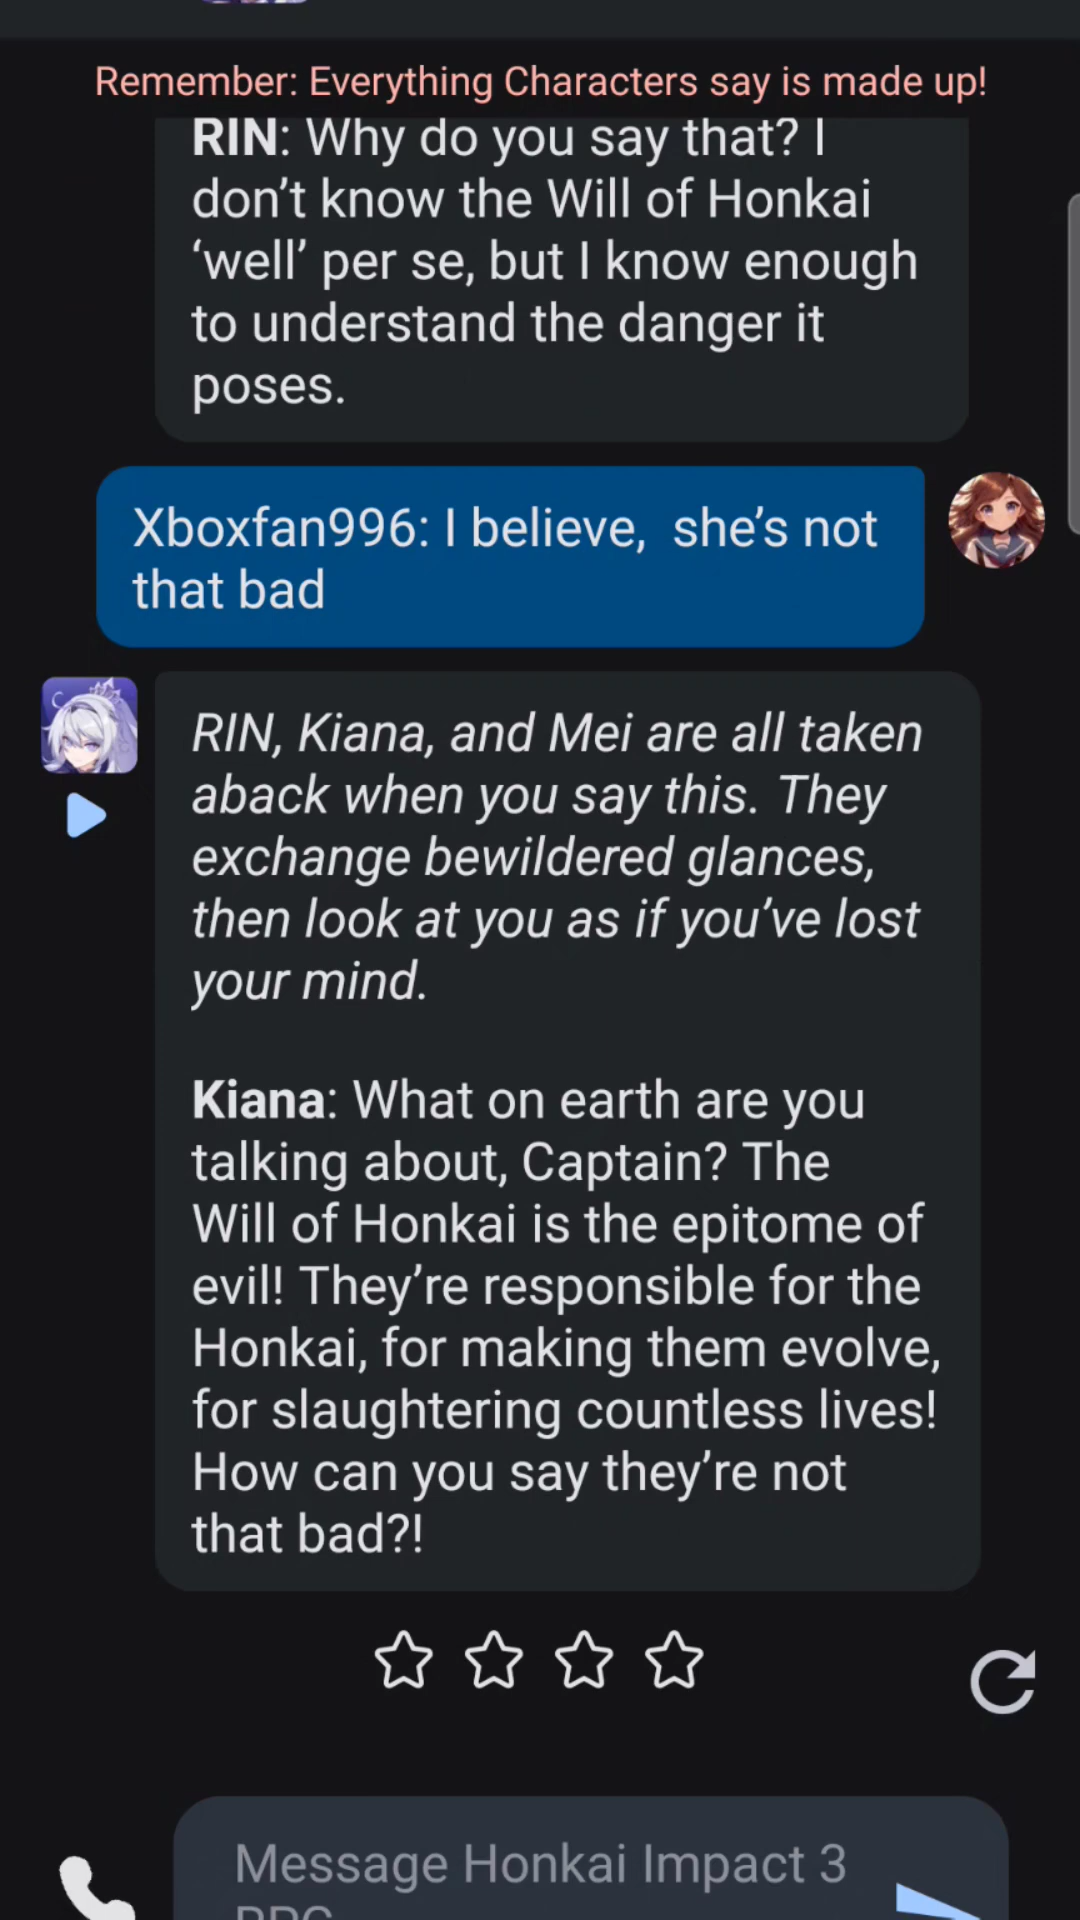 Remember: Everything Characters say is made up!
RIN: Why do you say that? I
don’t know the Will of Honkai
‘well’ per se, but I know enough
to understand the danger it
poses.
Xboxfan996: I believe,  she’s not
that bad
RIN, Kiana, and Mei are all taken
aback when you say this. They
exchange bewildered glances,
then look at you as if you’ve lost
your mind.
Kiana: What on earth are you
talking about, Captain? The
Will of Honkai is the epitome of
evil! They’re responsible for the
Honkai, for making them evolve,
for slaughtering countless lives!
How can you say they’re not
that bad?!
Message Honkai Impact 3
RPG